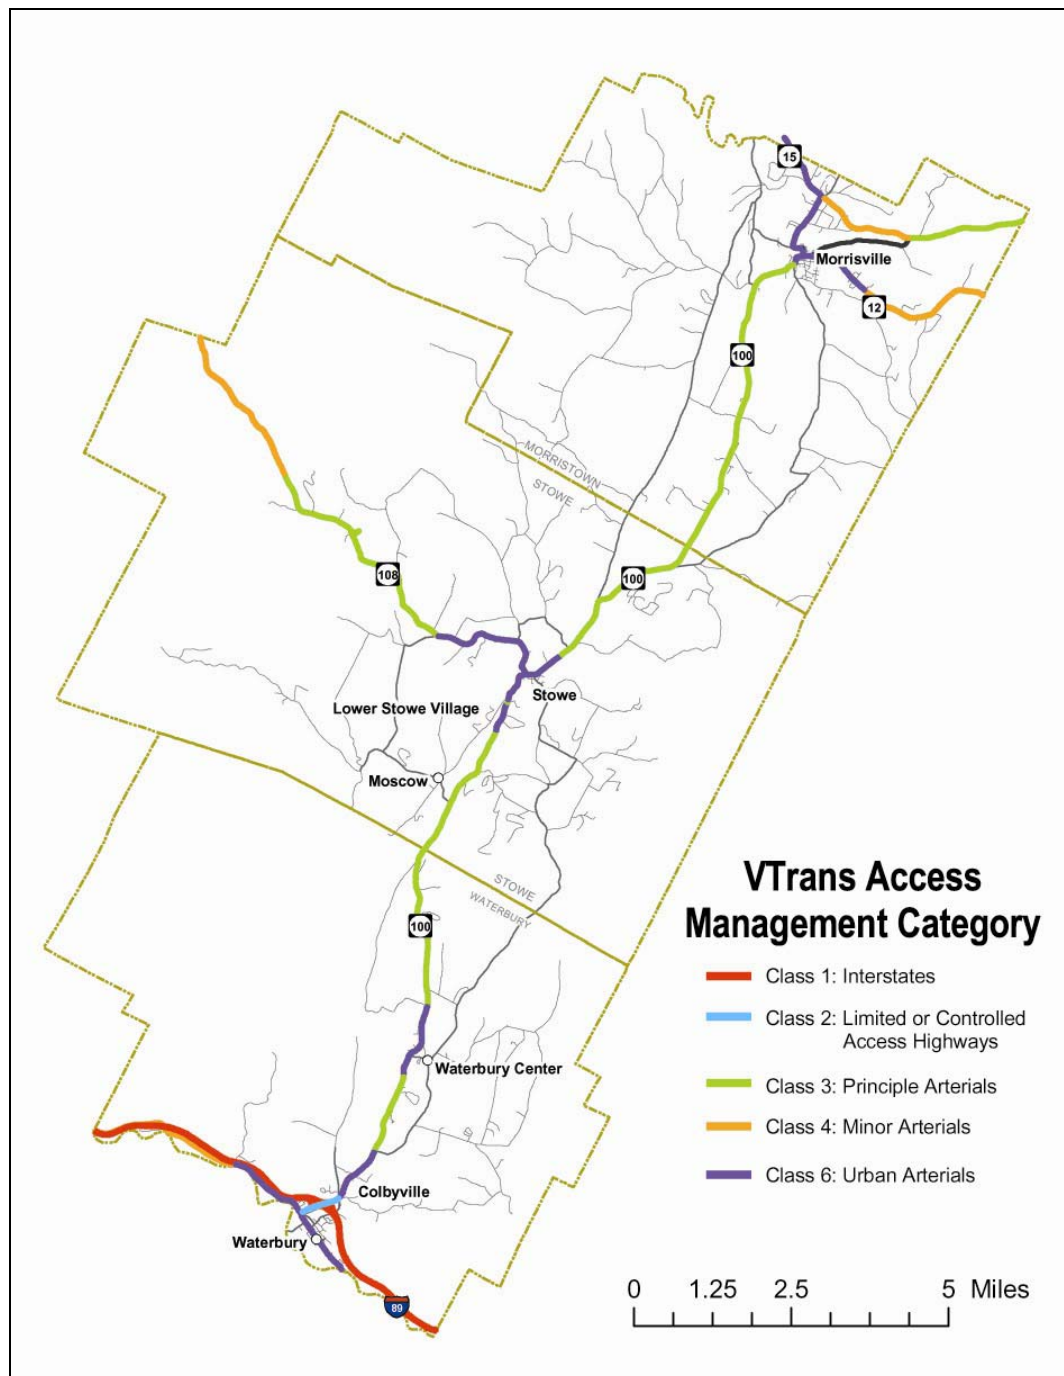 15
Morrisville
12
100
MORRISTOWN
STOWE
108
100
Stowe
Lower Stowe Village
Moscow
STOWE
WATERBURY
100
Waterbury Center
Colbyville
Waterbury
89
VTrans Access
Management Category
Class 1: Interstates
Class 2: Limited or Controlled
Access Highways
Class 3: Principle Arterials
Class 4: Minor Arterials
Class 6: Urban Arterials
0 1.25 2.5 5 Miles